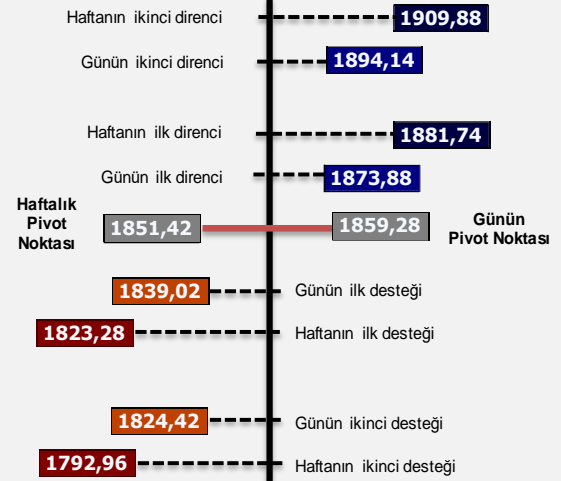 Haftanın ikinci direnci 1909,88
Günün ikinci direnci 1894,14
Haftanın ilk direnci 1881,74
Günün ilk direnci 1873,88
Haftalık
Pivot
Noktası
1851,42
1859,28
Günün
Pivot Noktası
1839,02 Günün ilk desteği
1823,28 Haftanın ilk desteği
1824,42 Günün ikinci desteği
1792,96 Haftanın ikinci desteği